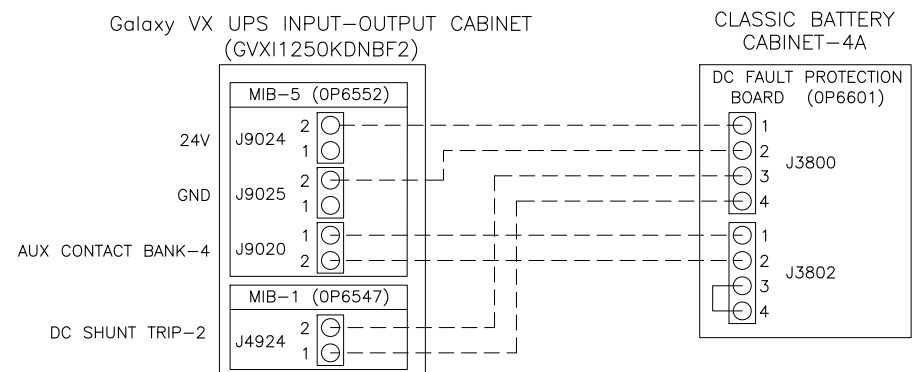 Galaxy VX UPS INPUT-OUTPUT CABINET
(GVXI1250KDNBF2)
CLASSIC BATTERY
CABINET-4A
MIB-5 (0P6552)
24V
J9024
2
1
GND
J9025
2
1
AUX CONTACT BANK-4
J9020
1
2
MIB-1 (0P6547)
DC SHUNT TRIP-2
J4924
2
1
DC FAULT PROTECTION
BOARD (0P6601)
1
2
3
4
J3800
1
2
3
4
J3802